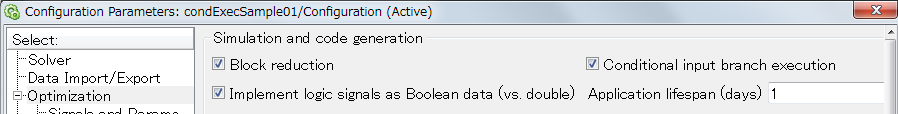 Configuration Parameters: condExecSample01/Configuration (Active)
Select:
Solver
Data Import/Export
Optimization
Simulation and code generation
Block reduction
Conditional input branch execution
Implement logic signals as Boolean data (vs. double)
Application lifespan (days) 1